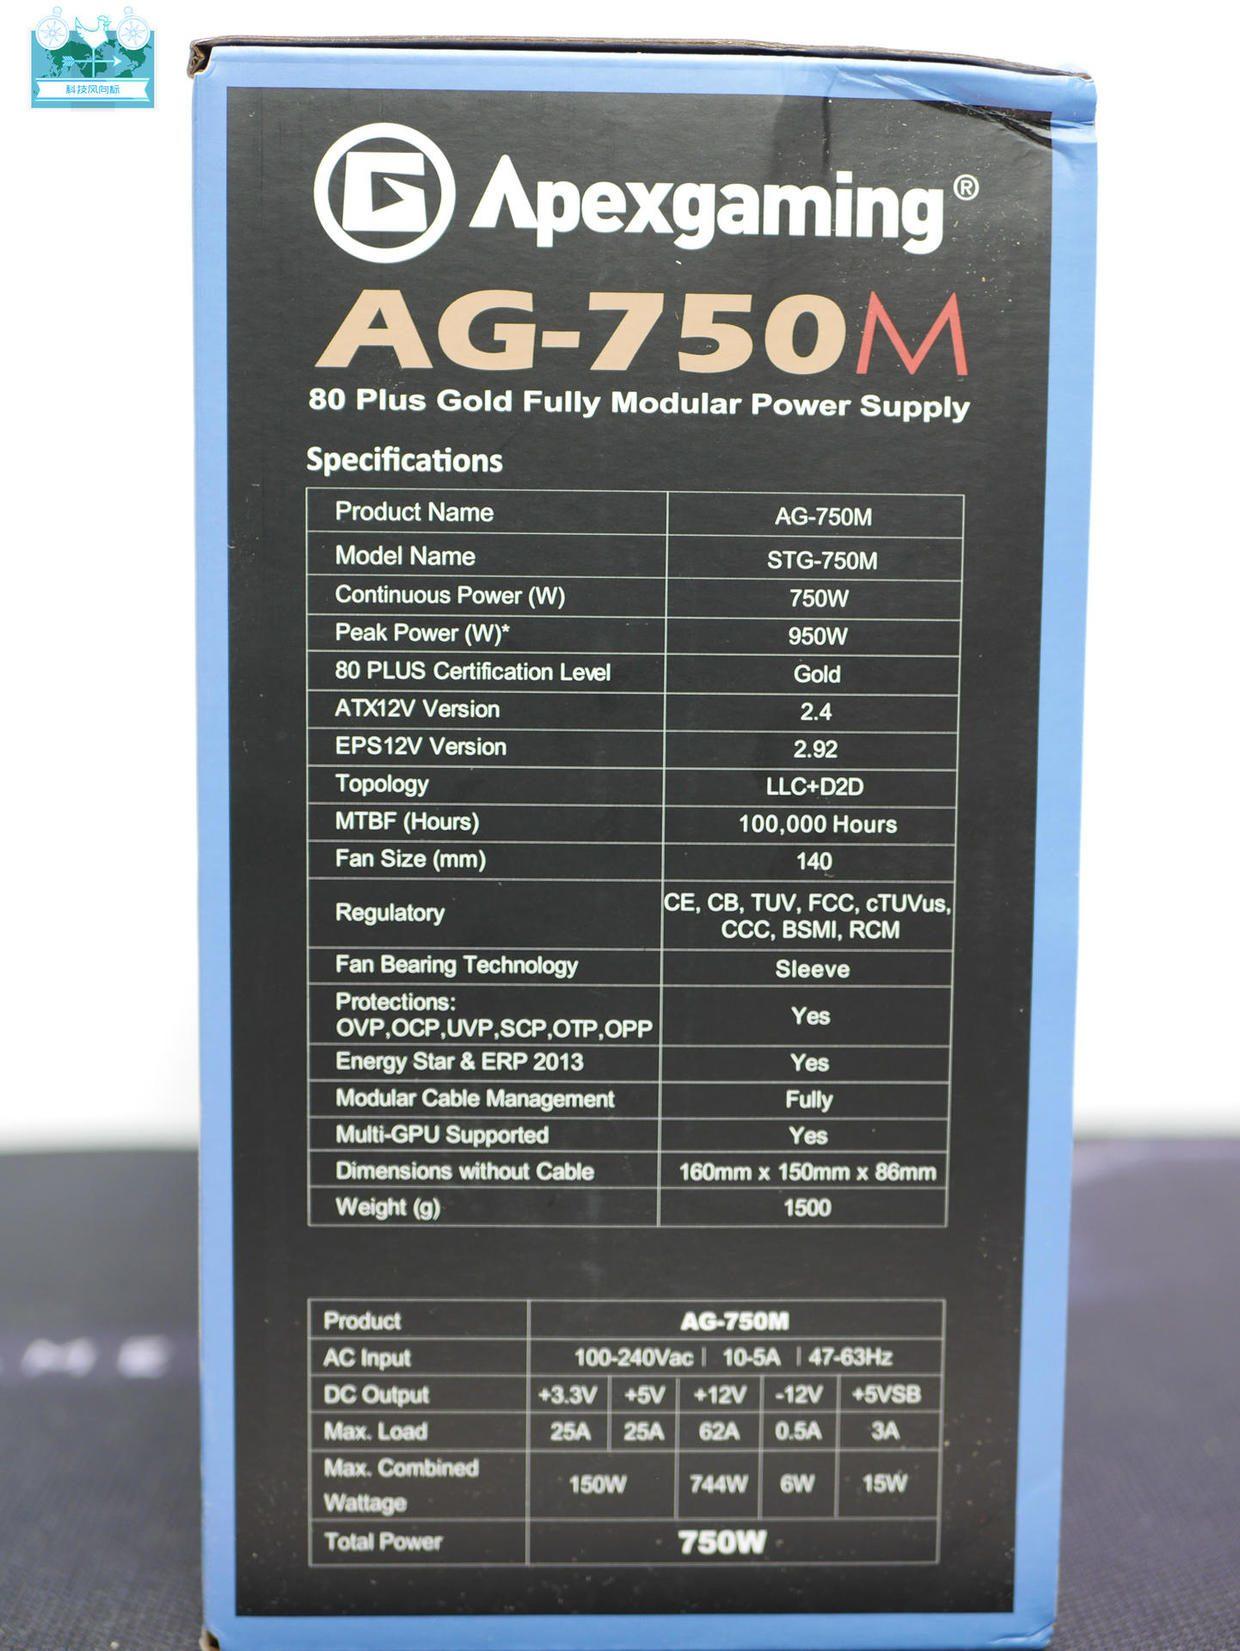 科技风向标
Apexgaming®
AG-750M
80 Plus Gold Fully Modular Power Supply
Specifications
Product Name AG-750M
Model Name STG-750M
Continuous Power (W) 750W
Peak Power (W)* 950W
80 PLUS Certification Level Gold
ATX12V Version 2.4
EPS12V Version 2.92
Topology LLC+D2D
MTBF (Hours) 100,000 Hours
Fan Size (mm) 140
Regulatory CE, CB, TUV, FCC, cTUVus,
CCC, BSMI, RCM
Fan Bearing Technology Sleeve
Protections:
OVP,OCP,UVP,SCP,OTP,OPP Yes
Energy Star & ERP 2013 Yes
Modular Cable Management Fully
Multi-GPU Supported Yes
Dimensions without Cable 160mm x 150mm x 86mm
Weight (g) 1500
Product AG-750M
AC Input 100-240Vac | 10-5A | 47-63Hz
DC Output +3.3V +5V +12V -12V +5VSB
Max. Load 25A 25A 62A 0.5A 3A
Max. Combined
Wattage 150W 744W 6W 15W
Total Power 750W